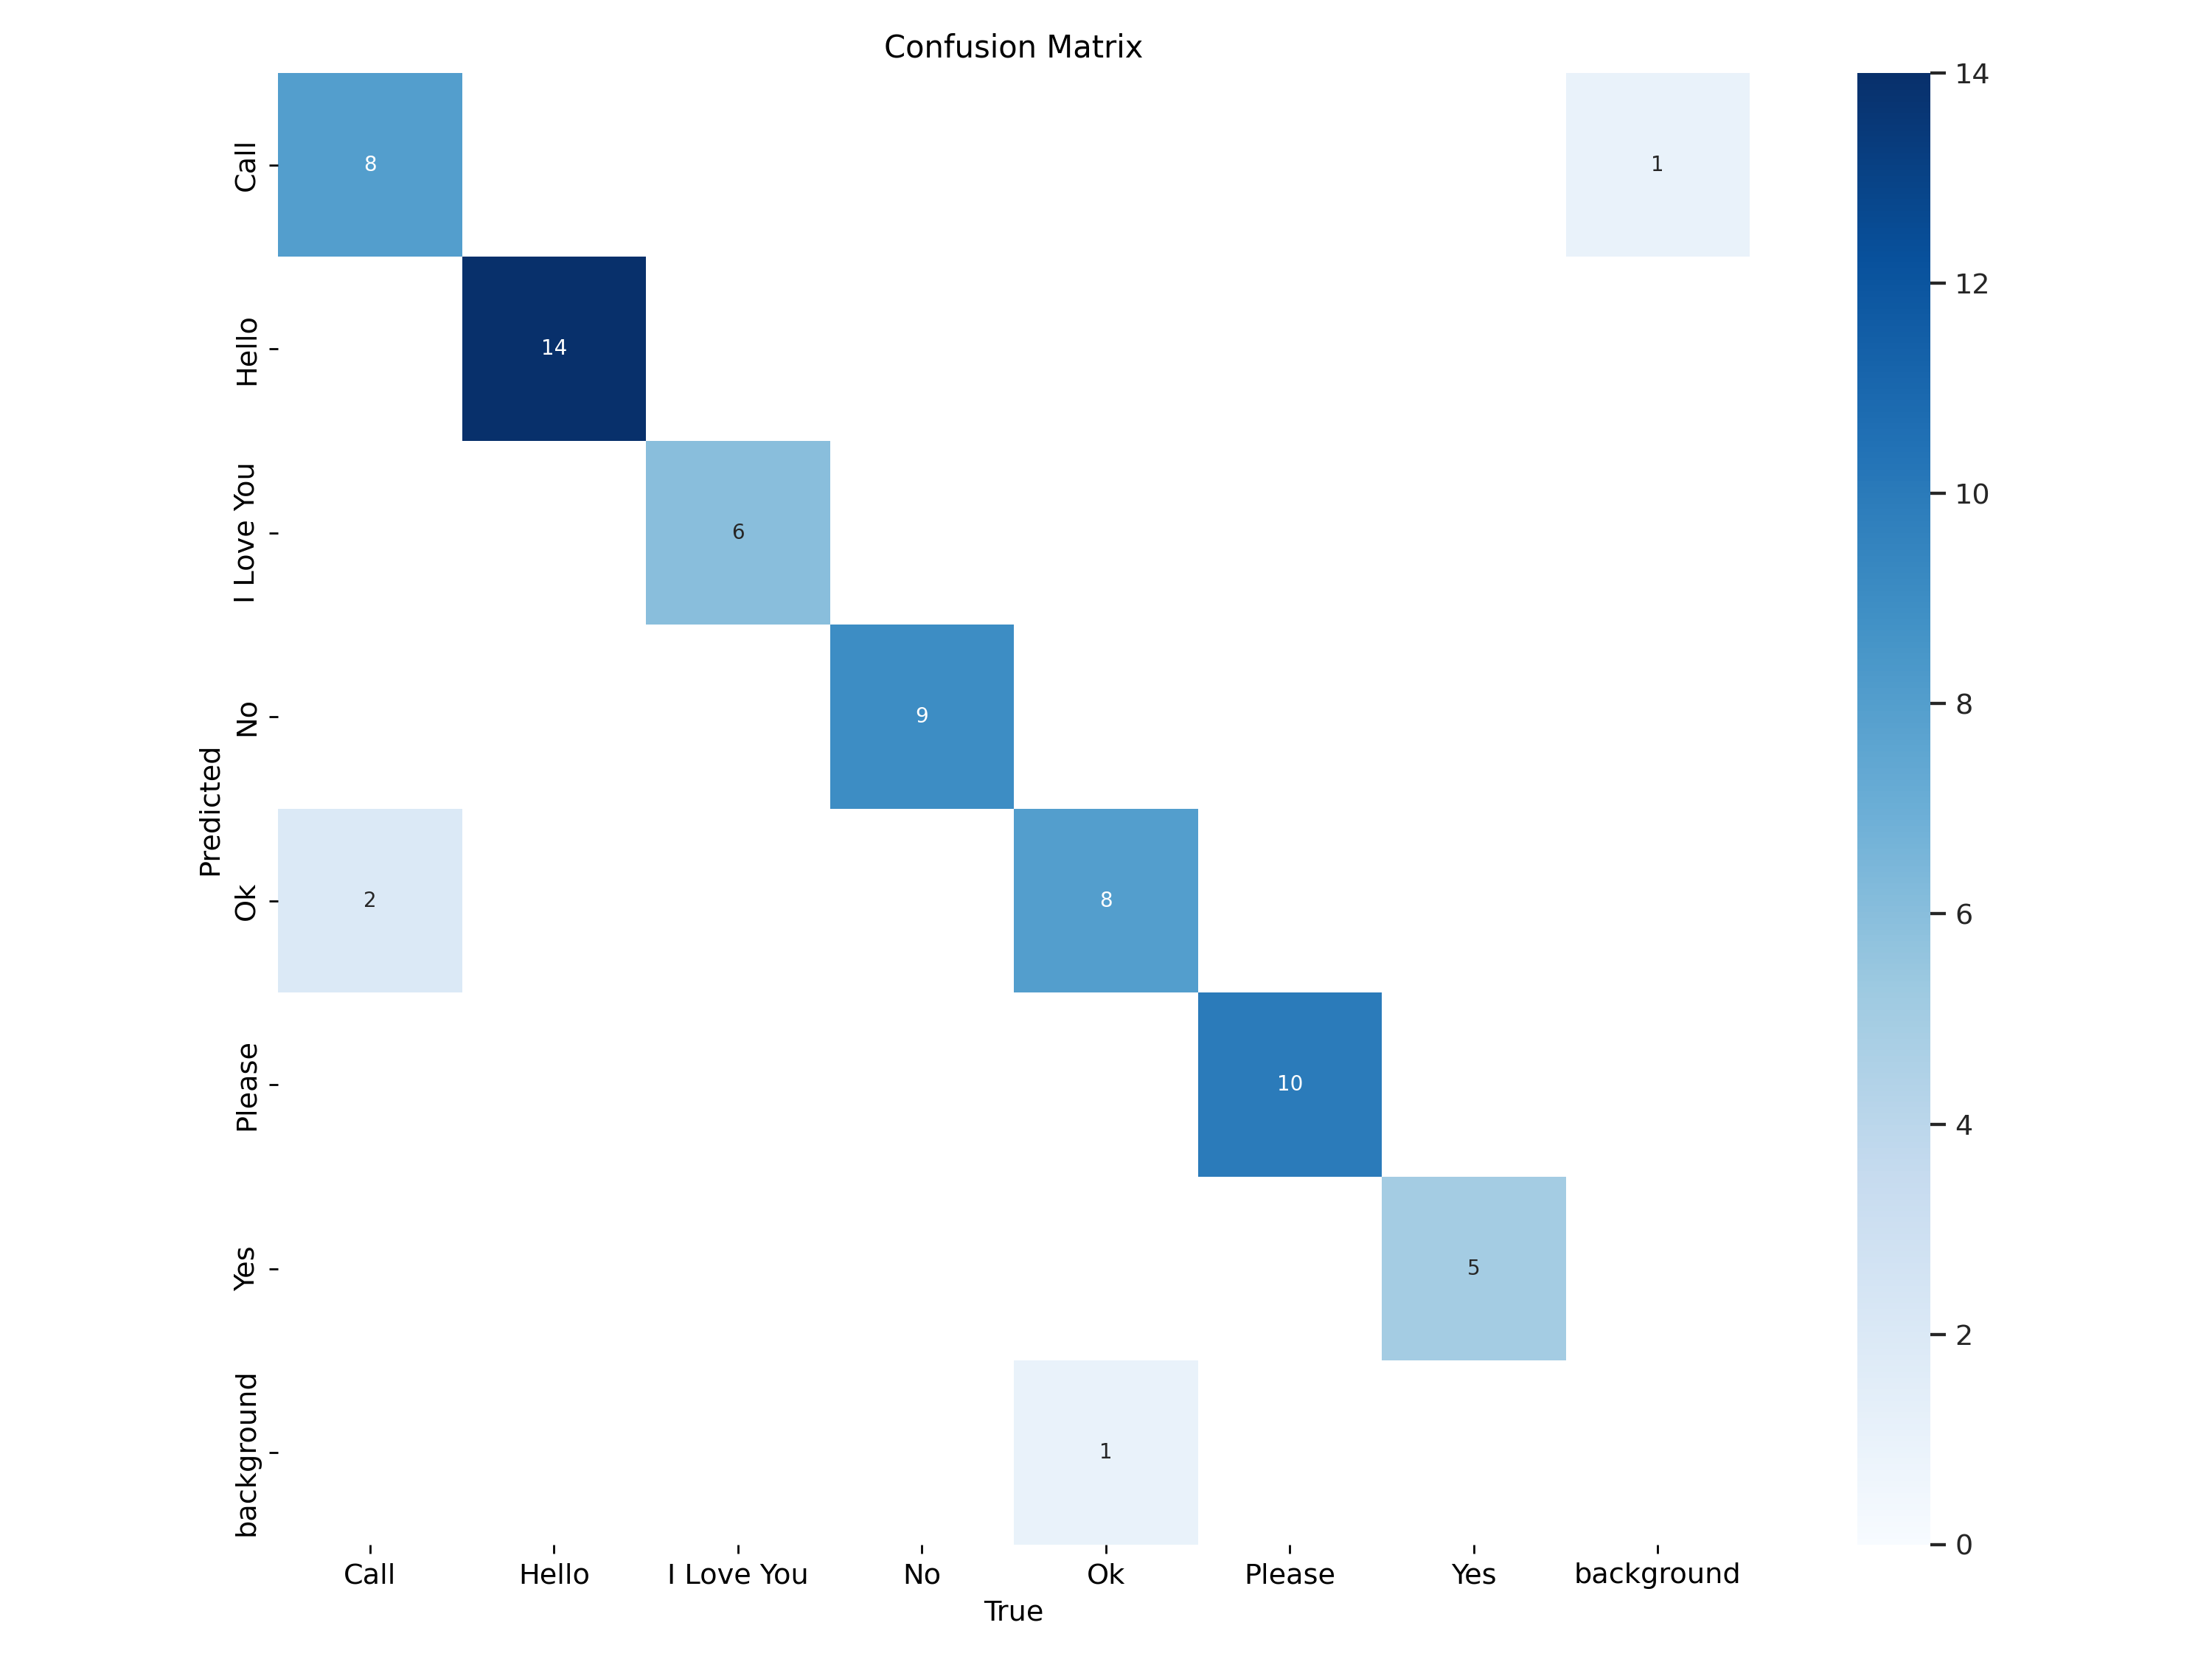 Confusion Matrix
Call
8
1
14
Hello
14
12
I Love You
6
10
No
9
8
Predicted
Ok
2
8
6
Please
10
4
Yes
5
2
background
1
0
Call Hello I Love You No Ok Please Yes background
True